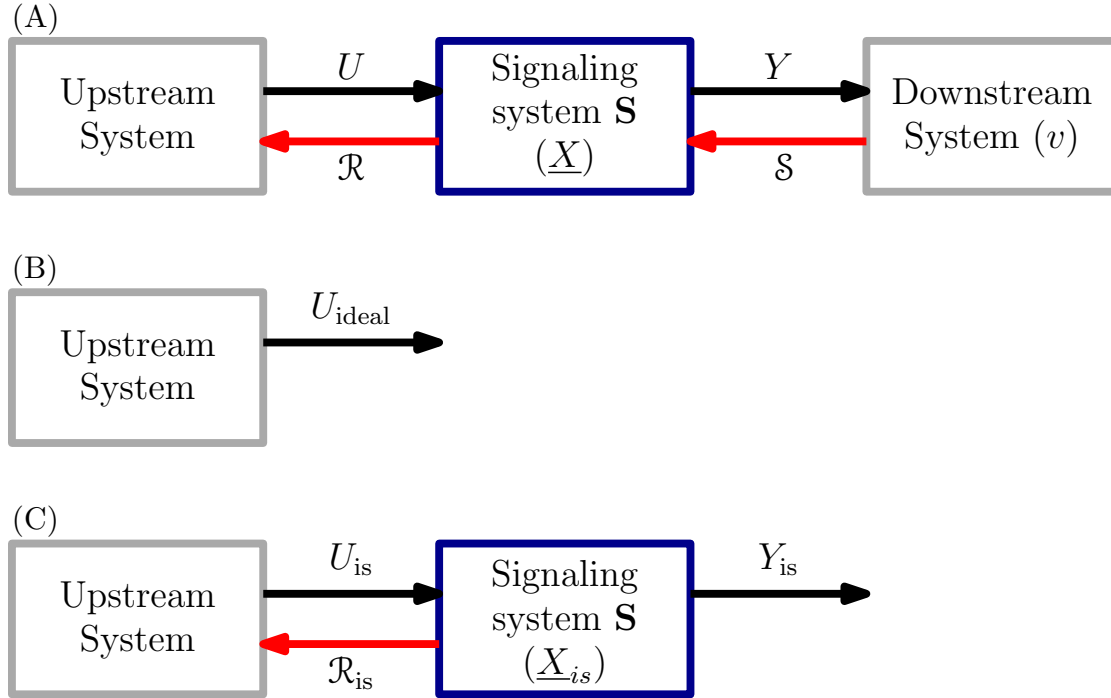 (A)
Upstream
System
U
ℛ
Signaling
system S
(X)
Y
𝒮
Downstream
System (v)
(B)
Upstream
System
U_ideal
(C)
Upstream
System
U_is
ℛ_is
Signaling
system S
(X_is)
Y_is